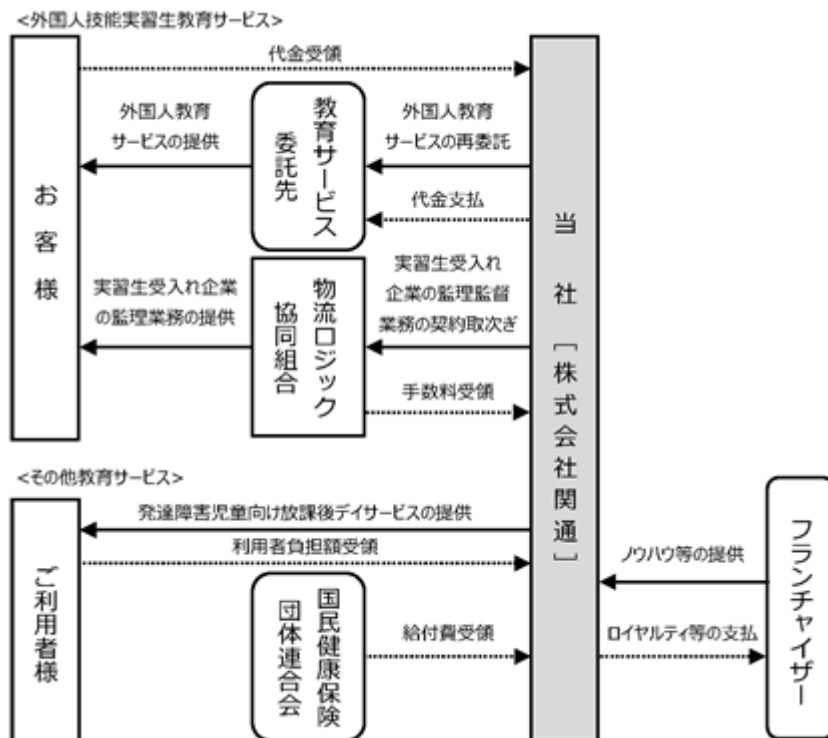 <外国人技能実習生教育サービス>
代金受領
お客様
外国人教育
サービスの提供
教育サービス
委託先
外国人教育
サービスの再委託
代金支払
実習生受入れ企業
の監理業務の提供
物流ロジック
協同組合
実習生受入れ
企業の監理監督
業務の契約取次ぎ
手数料受領
当社［株式会社関通］
<その他教育サービス>
ご利用者様
発達障害児童向け放課後デイサービスの提供
利用者負担額受領
国民健康保険
団体連合会
給付費受領
ノウハウ等の提供
ロイヤルティ等の支払
フランチャイザー